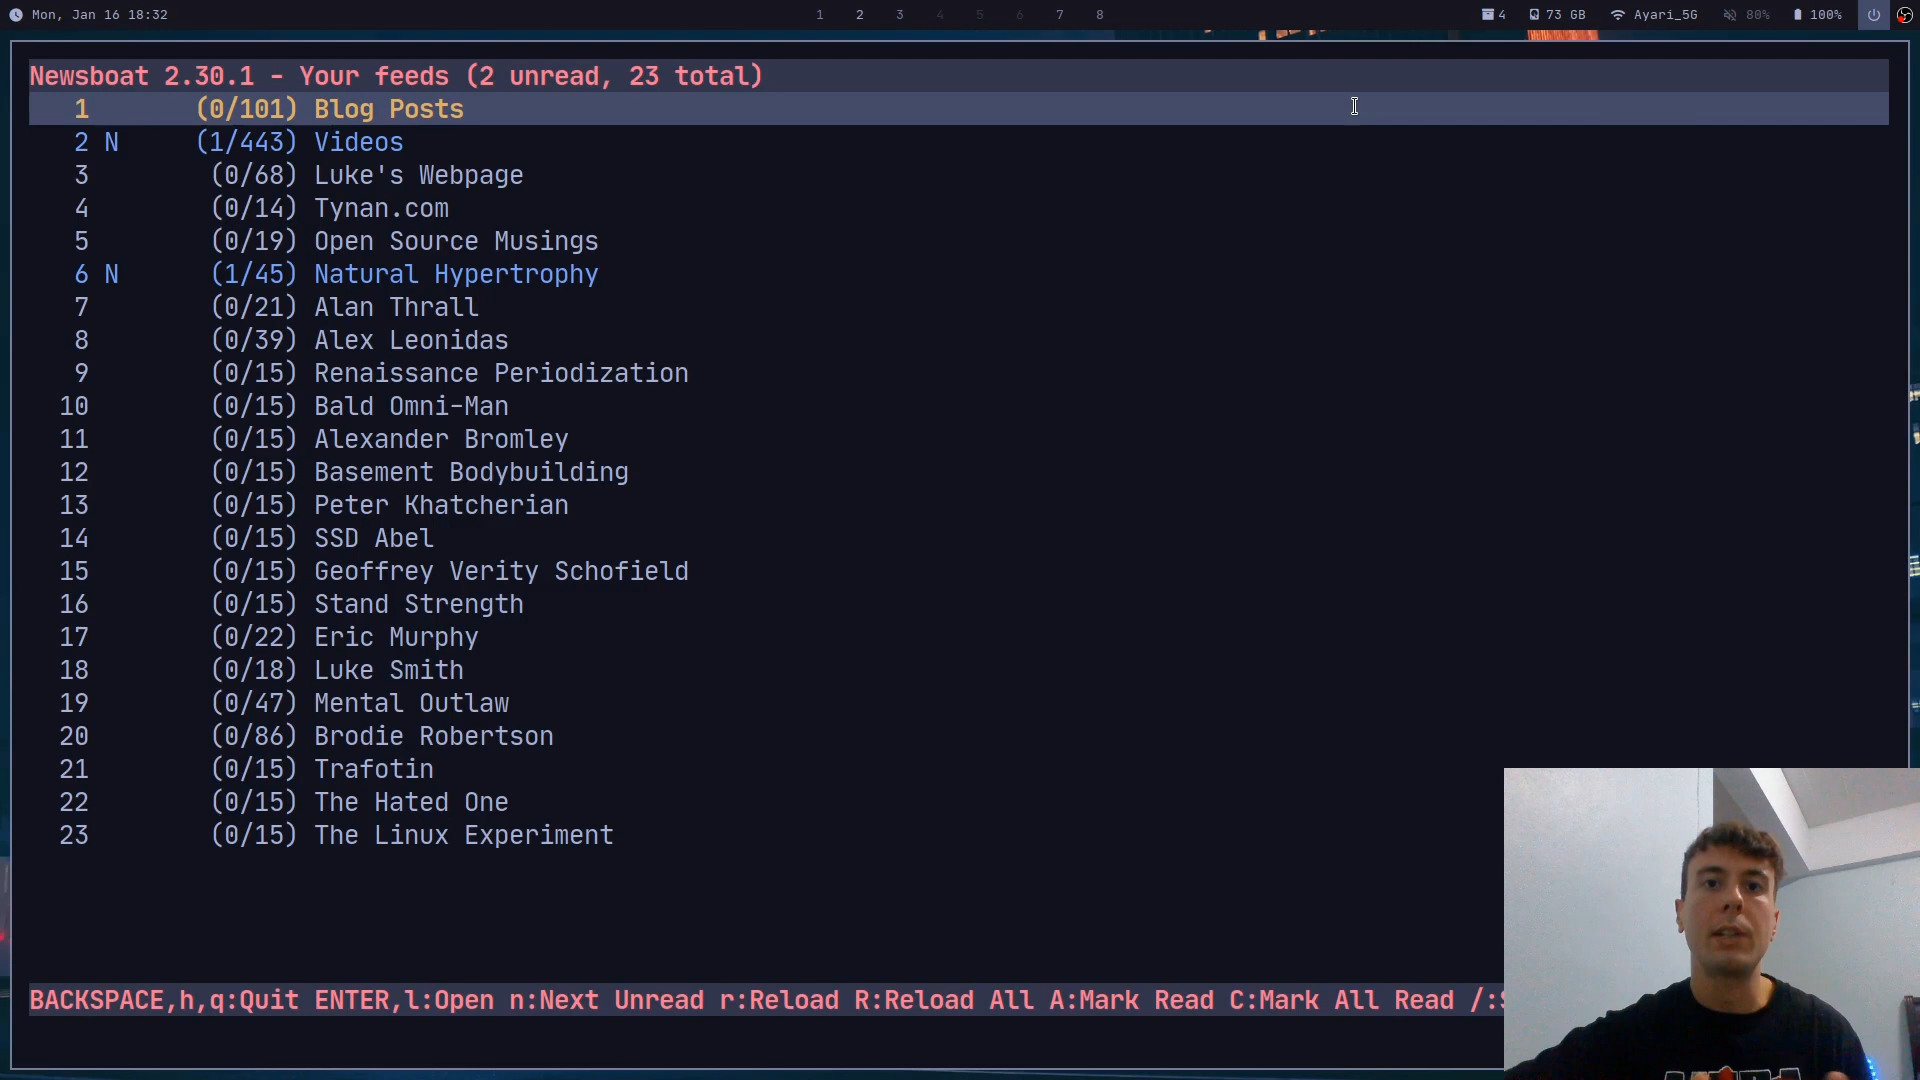 Mon, Jan 16 18:32 1 2 3 4 5 6 7 8 4 73 GB Ayari_5G 80% 100%
Newsboat 2.30.1 - Your feeds (2 unread, 23 total)
1 (0/101) Blog Posts
2 N (1/443) Videos
3 (0/68) Luke's Webpage
4 (0/14) Tynan.com
5 (0/19) Open Source Musings
6 N (1/45) Natural Hypertrophy
7 (0/21) Alan Thrall
8 (0/39) Alex Leonidas
9 (0/15) Renaissance Periodization
10 (0/15) Bald Omni-Man
11 (0/15) Alexander Bromley
12 (0/15) Basement Bodybuilding
13 (0/15) Peter Khatcherian
14 (0/15) SSD Abel
15 (0/15) Geoffrey Verity Schofield
16 (0/15) Stand Strength
17 (0/22) Eric Murphy
18 (0/18) Luke Smith
19 (0/47) Mental Outlaw
20 (0/86) Brodie Robertson
21 (0/15) Trafotin
22 (0/15) The Hated One
23 (0/15) The Linux Experiment
BACKSPACE,h,q:Quit ENTER,l:Open n:Next Unread r:Reload R:Reload All A:Mark Read C:Mark All Read /: